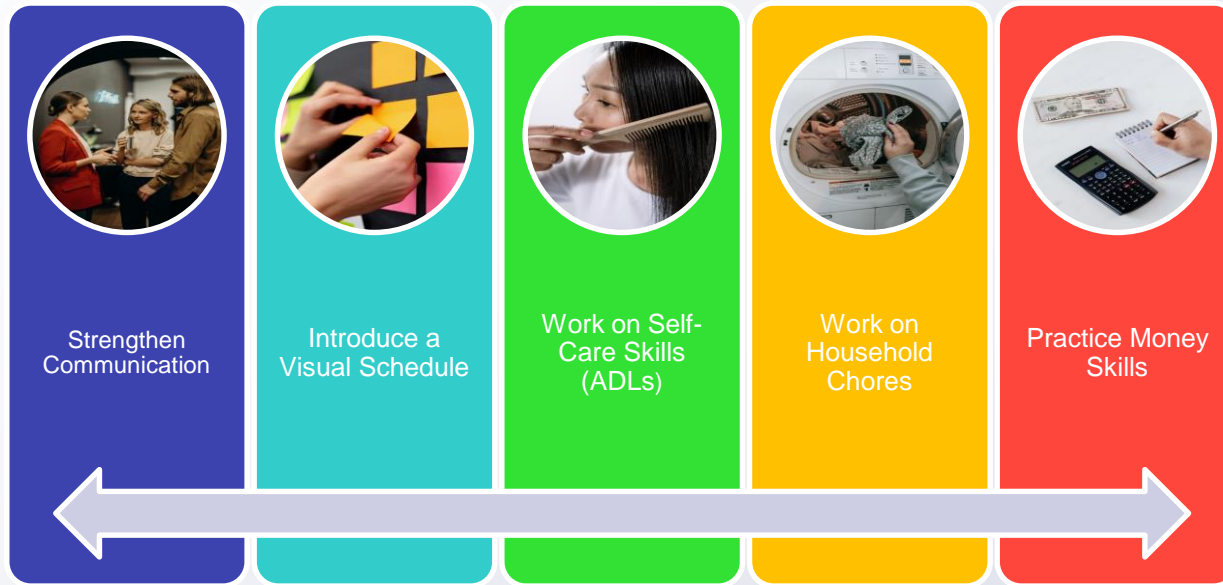 Strengthen
Communication
Introduce a
Visual Schedule
Work on Self-
Care Skills
(ADLs)
Work on
Household
Chores
Practice Money
Skills